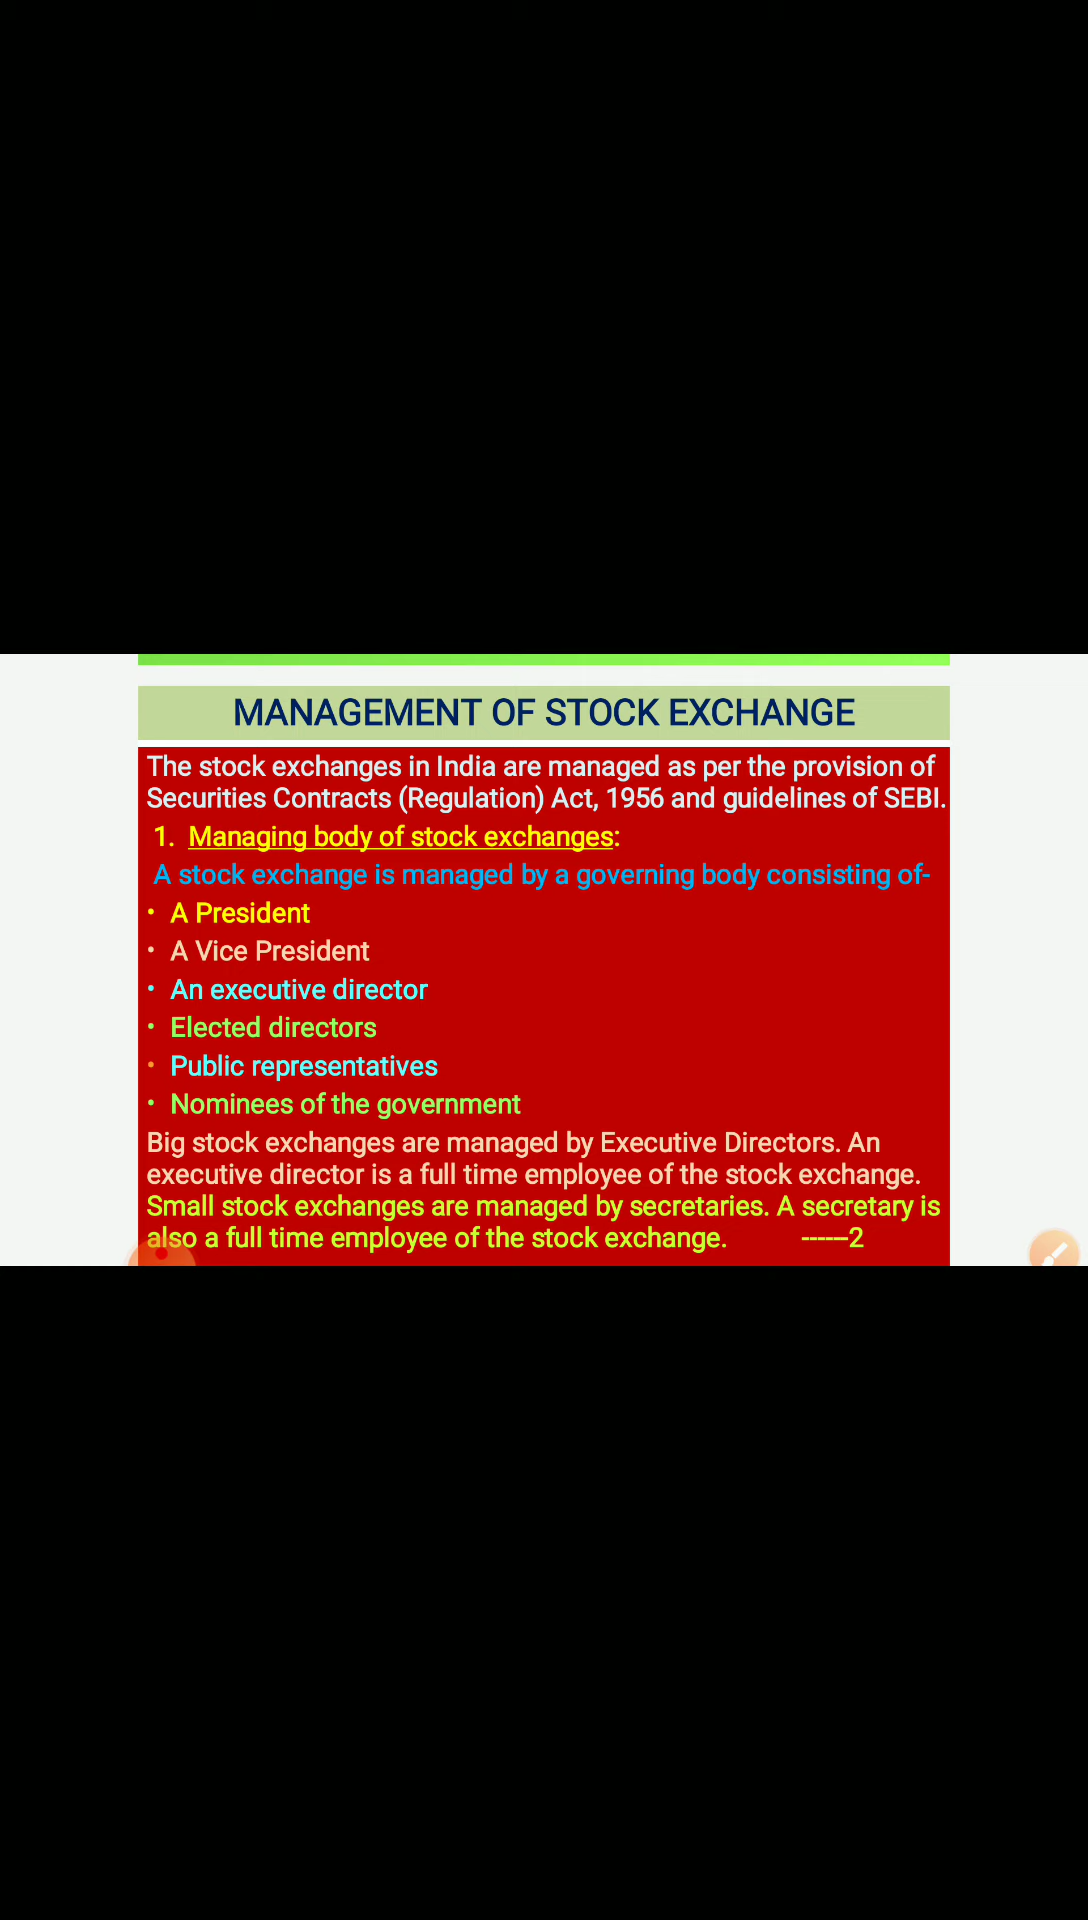 MANAGEMENT OF STOCK EXCHANGE
The stock exchanges in India are managed as per the provision of
Securities Contracts (Regulation) Act, 1956 and guidelines of SEBI.
1. Managing body of stock exchanges:
A stock exchange is managed by a governing body consisting of-
• A President
• A Vice President
• An executive director
• Elected directors
• Public representatives
• Nominees of the government
Big stock exchanges are managed by Executive Directors. An
executive director is a full time employee of the stock exchange.
Small stock exchanges are managed by secretaries. A secretary is
also a full time employee of the stock exchange. ------2